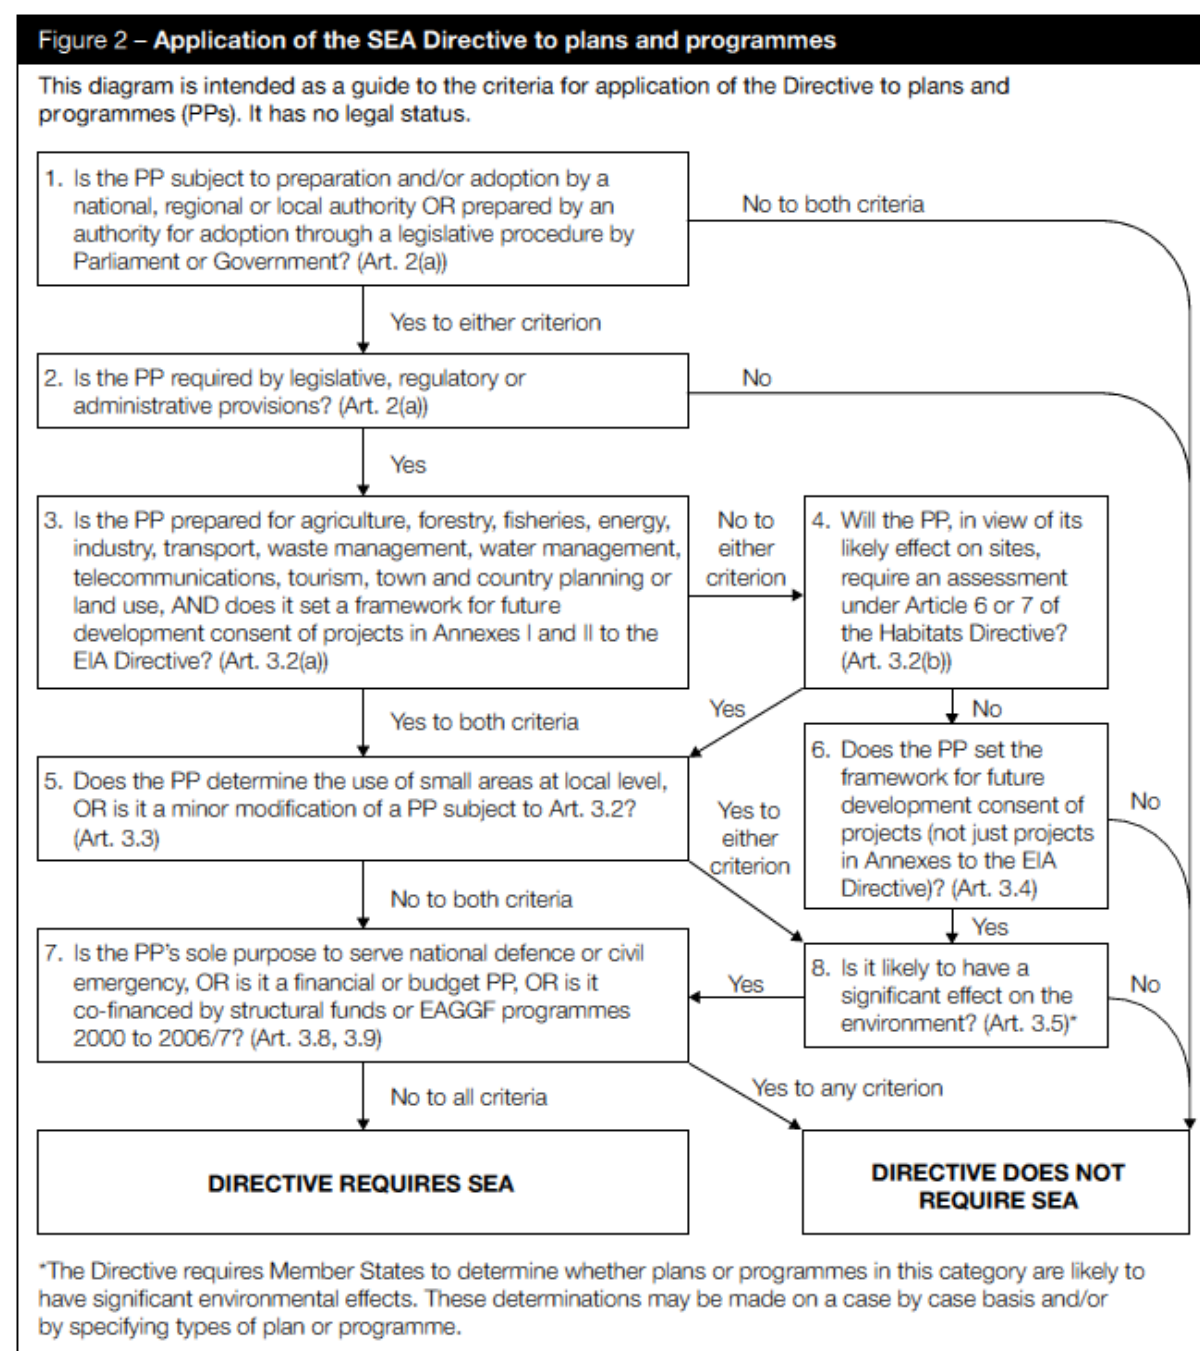 Figure 2 – Application of the SEA Directive to plans and programmes
This diagram is intended as a guide to the criteria for application of the Directive to plans and
programmes (PPs). It has no legal status.
1. Is the PP subject to preparation and/or adoption by a
national, regional or local authority OR prepared by an
authority for adoption through a legislative procedure by
Parliament or Government? (Art. 2(a))
No to both criteria
Yes to either criterion
2. Is the PP required by legislative, regulatory or
administrative provisions? (Art. 2(a))
No
Yes
3. Is the PP prepared for agriculture, forestry, fisheries, energy,
industry, transport, waste management, water management,
telecommunications, tourism, town and country planning or
land use, AND does it set a framework for future
development consent of projects in Annexes I and II to the
EIA Directive? (Art. 3.2(a))
No to
either
criterion
4. Will the PP, in view of its
likely effect on sites,
require an assessment
under Article 6 or 7 of
the Habitats Directive?
(Art. 3.2(b))
Yes to both criteria
Yes
No
5. Does the PP determine the use of small areas at local level,
OR is it a minor modification of a PP subject to Art. 3.2?
(Art. 3.3)
Yes to
either
criterion
6. Does the PP set the
framework for future
development consent of
projects (not just projects
in Annexes to the EIA
Directive)? (Art. 3.4)
No
No to both criteria
Yes
7. Is the PP's sole purpose to serve national defence or civil
emergency, OR is it a financial or budget PP, OR is it
co-financed by structural funds or EAGGF programmes
2000 to 2006/7? (Art. 3.8, 3.9)
Yes
8. Is it likely to have a
significant effect on the
environment? (Art. 3.5)*
No
No to all criteria
Yes to any criterion
DIRECTIVE REQUIRES SEA
DIRECTIVE DOES NOT
REQUIRE SEA
*The Directive requires Member States to determine whether plans or programmes in this category are likely to
have significant environmental effects. These determinations may be made on a case by case basis and/or
by specifying types of plan or programme.